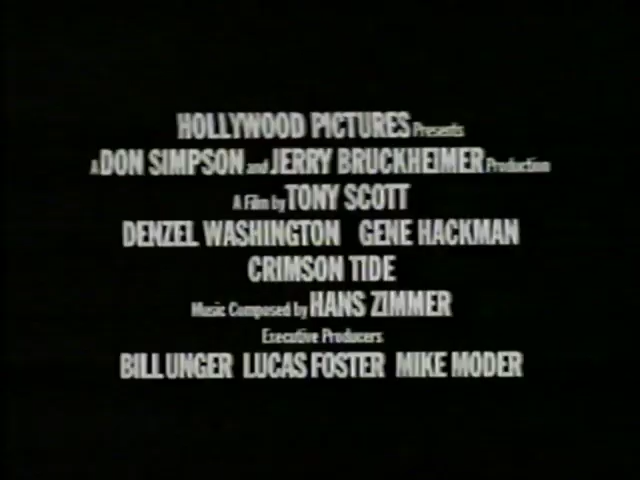 HOLLYWOOD PICTURES Presents
A DON SIMPSON and JERRY BRUCKHEIMER Production
A Film by TONY SCOTT
DENZEL WASHINGTON GENE HACKMAN
CRIMSON TIDE
Music Composed by HANS ZIMMER
Executive Producers
BILL UNGER LUCAS FOSTER MIKE MODER